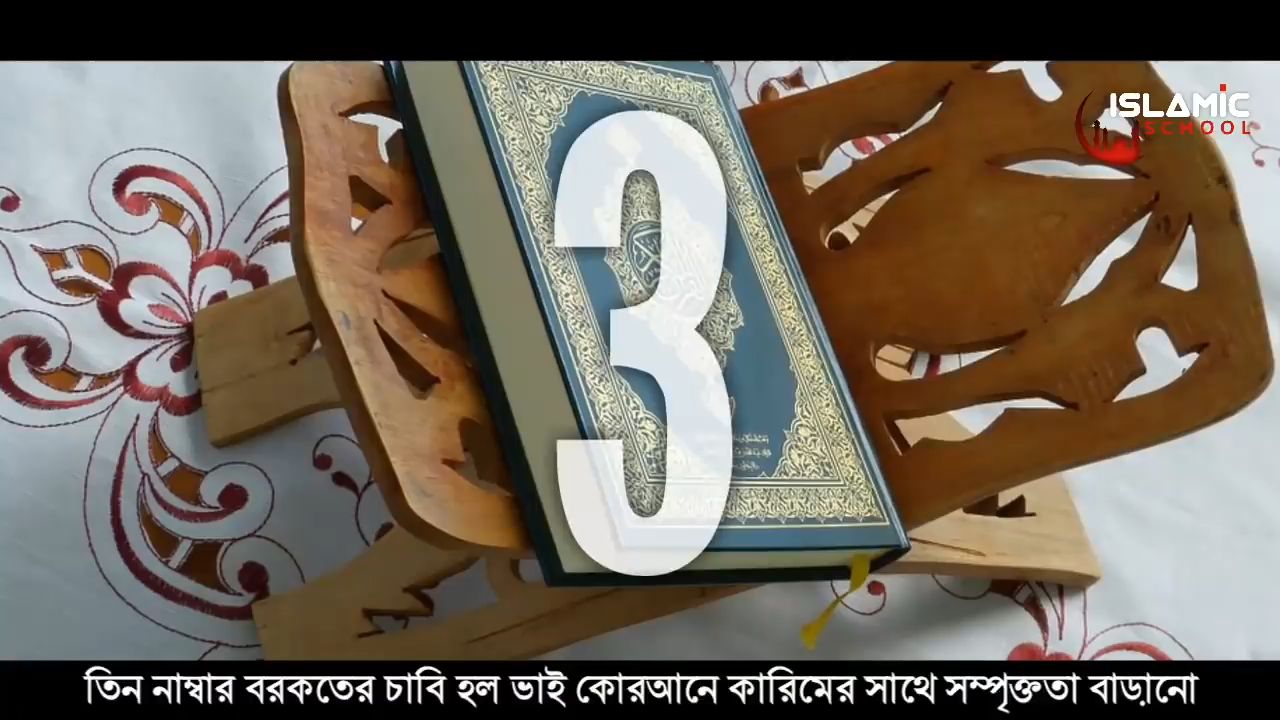 ISLAMIC
SCHOOL
3
তিন নাম্বার বরকতের চাবি হল ভাই কোরআনে কারিমের সাথে সম্পৃক্ততা বাড়ানো